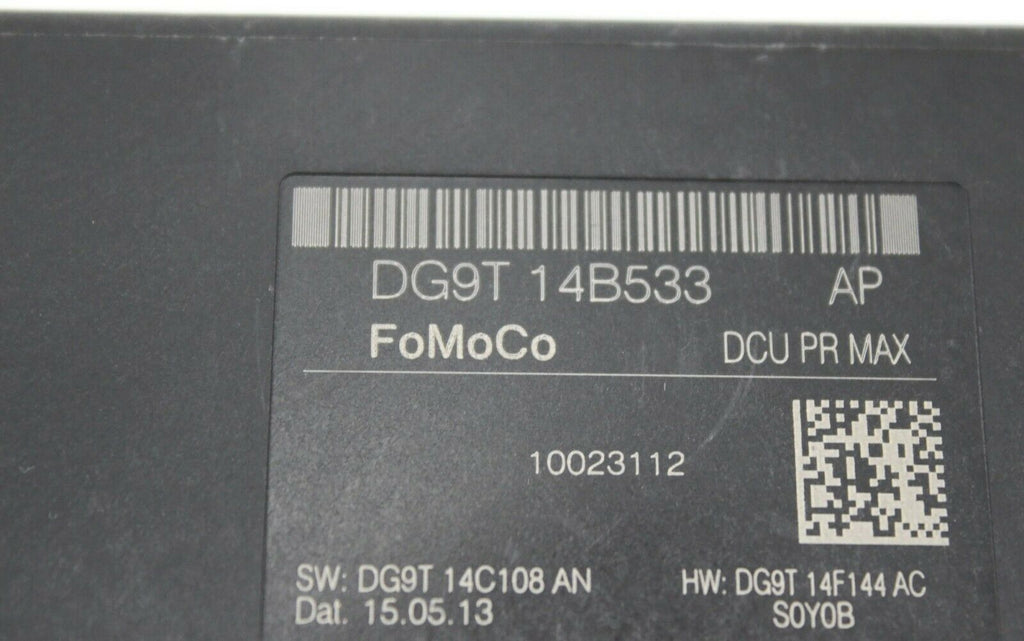 DG9T 14B533 AP
FoMoCo DCU PR MAX
10023112
SW: DG9T 14C108 AN HW: DG9T 14F144 AC
Dat. 15.05.13 S0Y0B